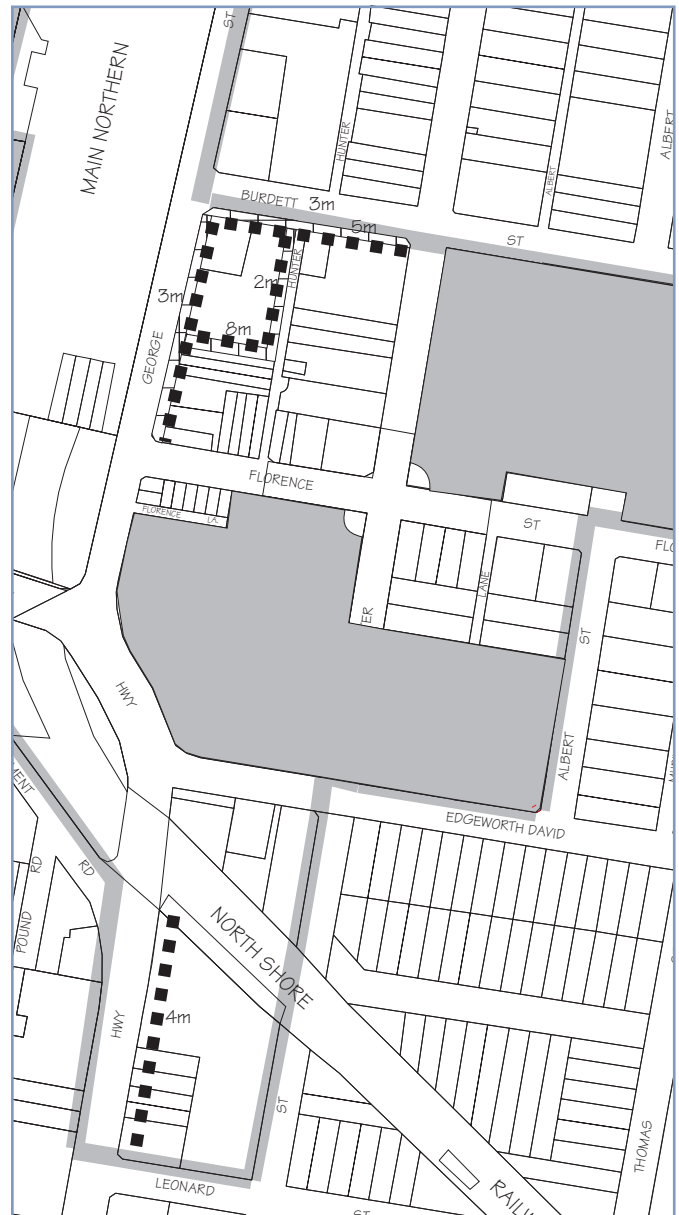 ST
MAIN NORTHERN
HUNTER
ALBERT
ALBERT
BURDETT
3m
5m
ST
HUNTER
2m
3m
8m
GEORGE
FLORENCE
FLORENCE
LA.
ST
FLO
LANE
ER
ST
HWY
ALBERT
EDGEWORTH DAVID
MENT
RD
RD
POUND
NORTH SHORE
4m
HWY
ST
THOMAS
LEONARD
ST
RAILW